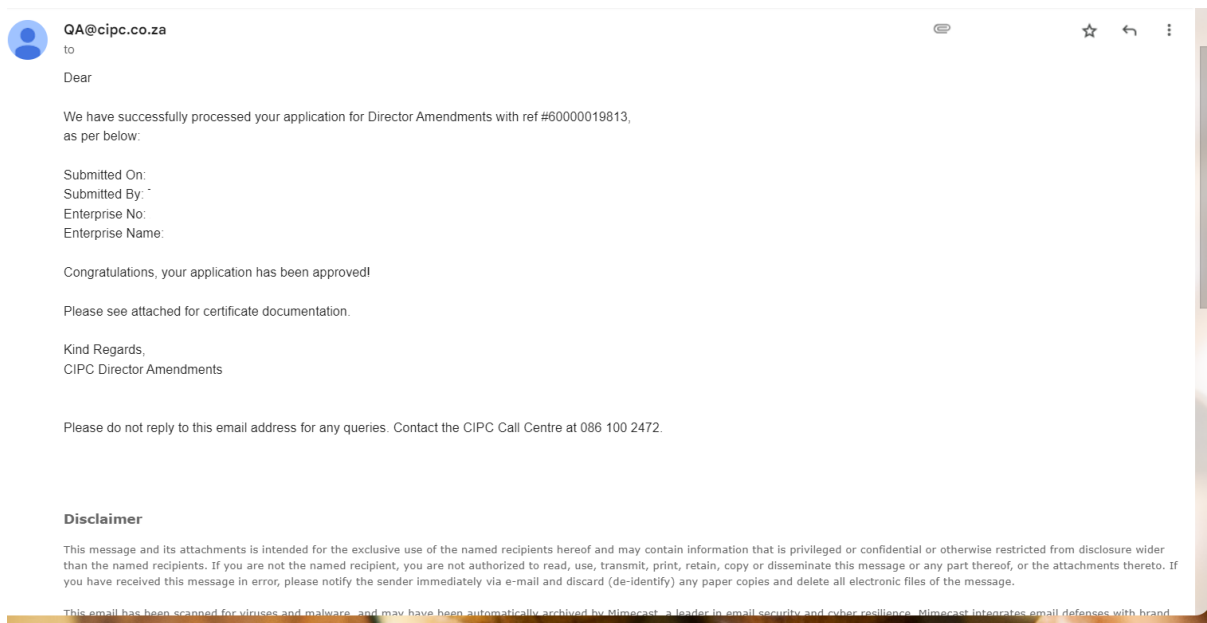 QA@cipc.co.za
to
Dear
We have successfully processed your application for Director Amendments with ref #60000019813,
as per below:
Submitted On:
Submitted By: -
Enterprise No:
Enterprise Name:
Congratulations, your application has been approved!
Please see attached for certificate documentation.
Kind Regards,
CIPC Director Amendments
Please do not reply to this email address for any queries. Contact the CIPC Call Centre at 086 100 2472.
Disclaimer
This message and its attachments is intended for the exclusive use of the named recipients hereof and may contain information that is privileged or confidential or otherwise restricted from disclosure wider
than the named recipients. If you are not the named recipient, you are not authorized to read, use, transmit, print, retain, copy or disseminate this message or any part thereof, or the attachments thereto. If
you have received this message in error, please notify the sender immediately via e-mail and discard (de-identify) any paper copies and delete all electronic files of the message.
This email has been scanned for viruses and malware, and may have been automatically archived by Mimecast, a leader in email security and cyber resilience. Mimecast integrates email defenses with brand